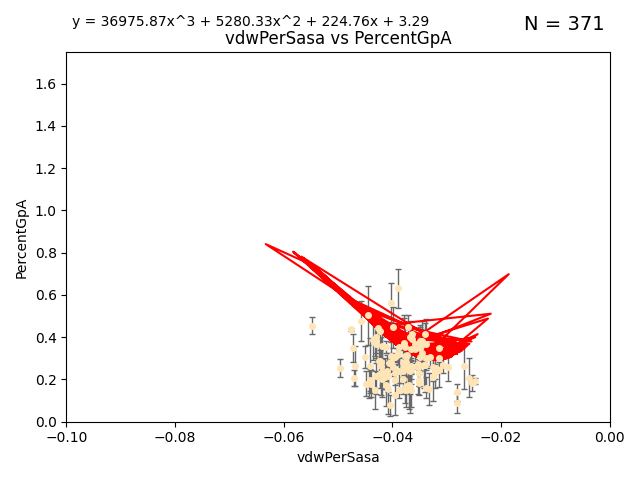 y = 36975.87x^3 + 5280.33x^2 + 224.76x + 3.29
N = 371
vdwPerSasa vs PercentGpA
1.6
1.4
1.2
1.0
0.8
0.6
0.4
0.2
0.0
PercentGpA
−0.10 −0.08 −0.06 −0.04 −0.02 0.00
vdwPerSasa